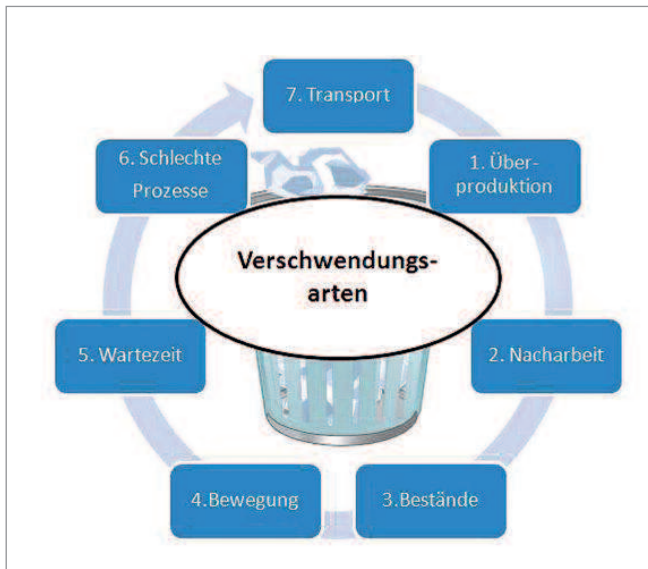 7. Transport
1. Über-
produktion
2. Nacharbeit
3.Bestände
4.Bewegung
5. Wartezeit
6. Schlechte
Prozesse
Verschwendungs-
arten